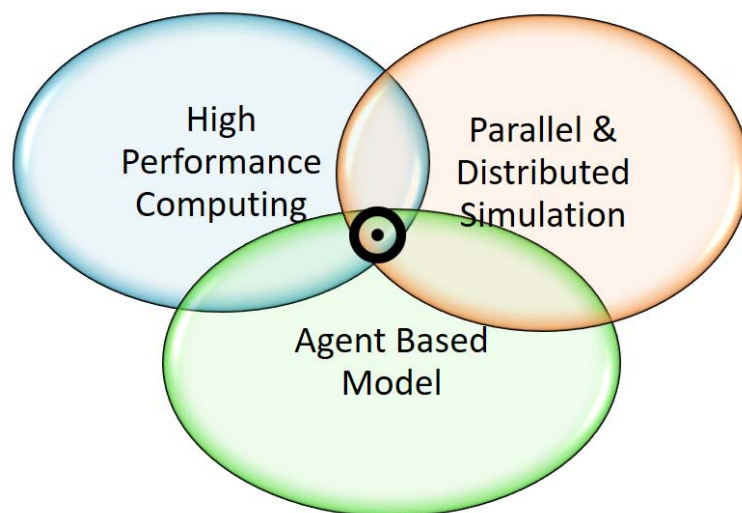 High
Performance
Computing
Parallel &
Distributed
Simulation
Agent Based
Model